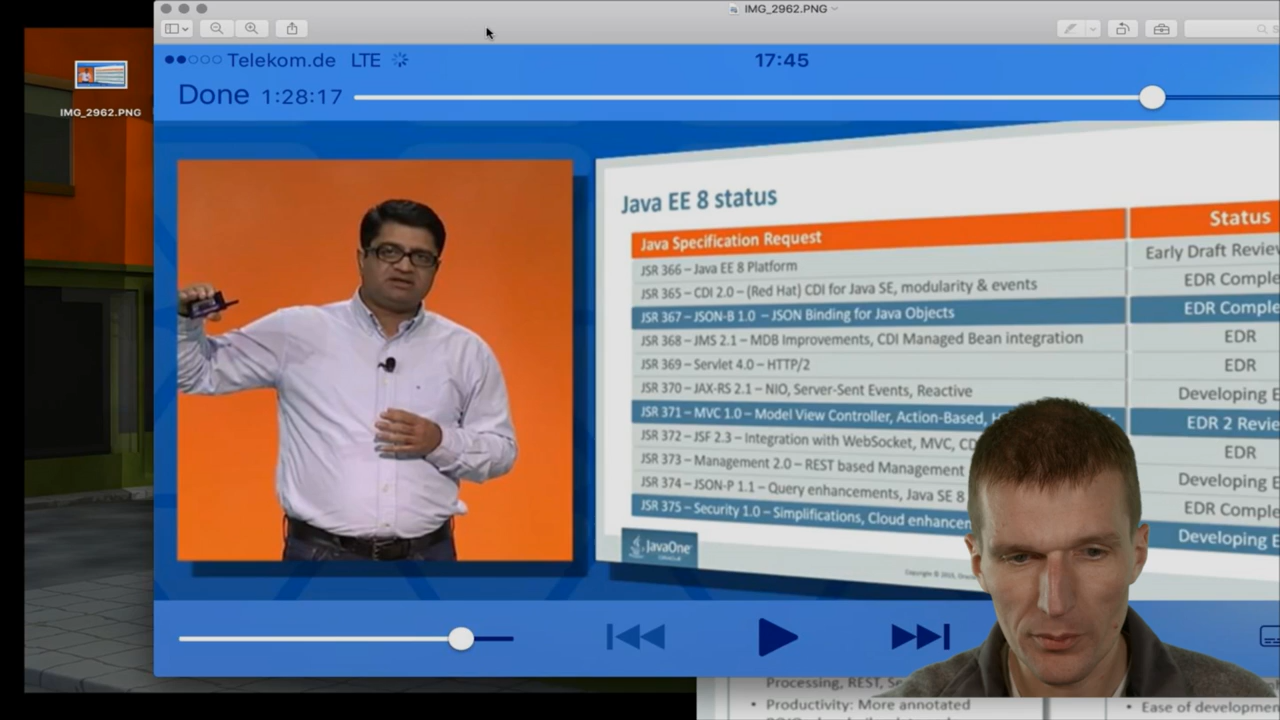 IMG_2962.PNG
IMG_2962.PNG
Telekom.de LTE 17:45
Done 1:28:17
Java EE 8 status
Java Specification Request Status
JSR 366 – Java EE 8 Platform Early Draft
JSR 365 – CDI 2.0 – (Red Hat) CDI for Java SE, modularity & events EDR
JSR 367 – JSON-B 1.0 – JSON Binding for Java Objects EDR
JSR 368 – JMS 2.1 – MDB Improvements, CDI Managed Bean integration EDR
JSR 369 – Servlet 4.0 – HTTP/2 EDR
JSR 370 – JAX-RS 2.1 – NIO, Server-Sent Events, Reactive Developing
JSR 371 – MVC 1.0 – Model View Controller, Action-Based, EDR 2
JSR 372 – JSF 2.3 – Integration with WebSocket, MVC, EDR
JSR 373 – Management 2.0 – REST based Management Developing
JSR 374 – JSON-P 1.1 – Query enhancements, Java SE 8 EDR
JSR 375 – Security 1.0 – Simplifications, Cloud Developing
JavaOne
Copyright © 2015,
Processing, REST,
• Productivity: More annotated
• Ease of